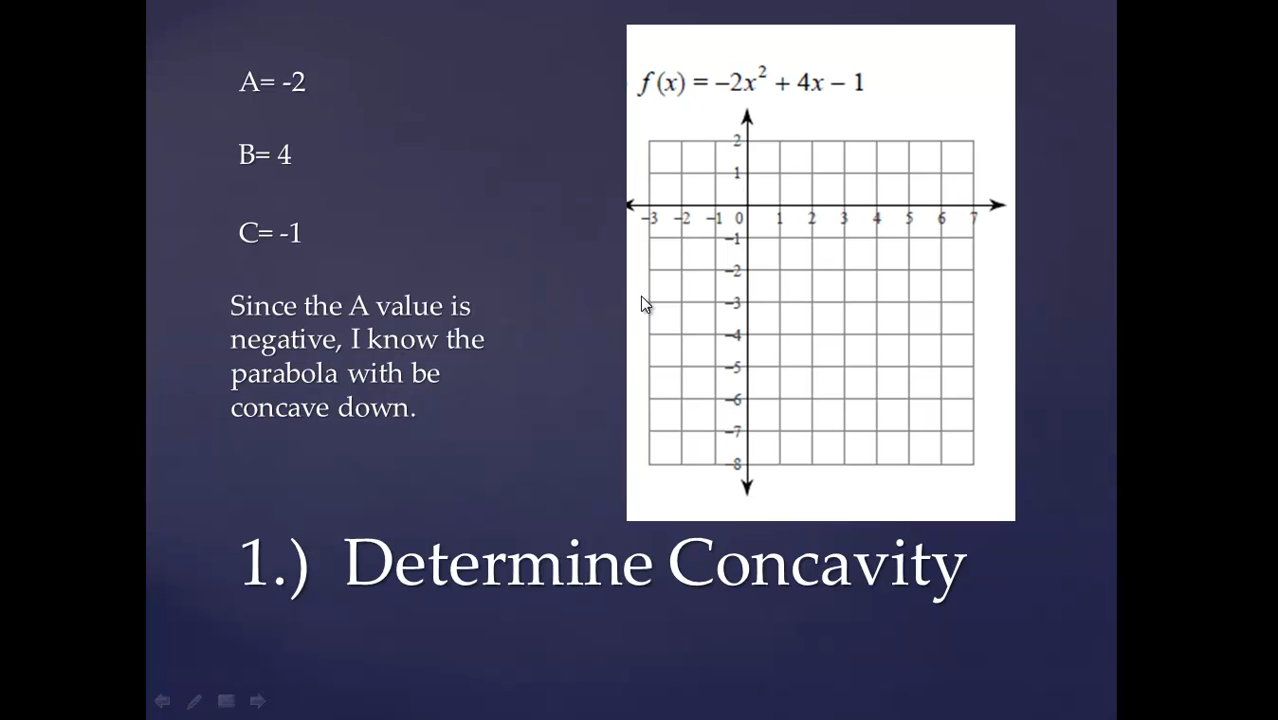 A= -2
B= 4
C= -1
Since the A value is
negative, I know the
parabola with be
concave down.
f(x) = −2x² + 4x − 1
2
1
−3 −2 −1 0 1 2 3 4 5 6 7
−1
−2
−3
−4
−5
−6
−7
−8
1.) Determine Concavity